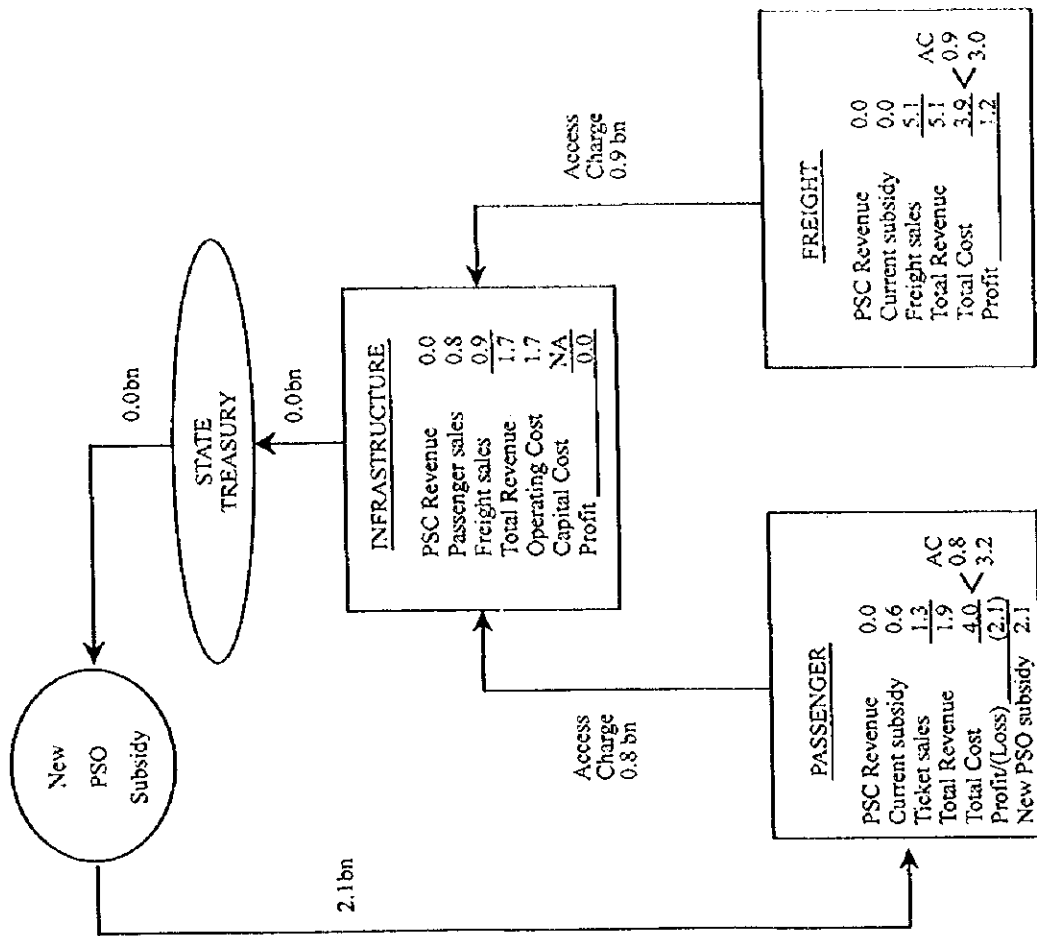 New
PSO
Subsidy
0.0bn
STATE
TREASURY
0.0bn
2.1bn
INFRASTRUCTURE
PSC Revenue 0.0
Passenger sales 0.8
Freight sales 0.9
Total Revenue 1.7
Operating Cost 1.7
Capital Cost NA
Profit 0.0
Access
Charge
0.8 bn
Access
Charge
0.9 bn
PASSENGER
PSC Revenue 0.0
Current subsidy 0.6
Ticket sales 1.3
Total Revenue 1.9 AC
Total Cost 4.0 < 0.8
Profit/(Loss) (2.1) 3.2
New PSO subsidy 2.1
FREIGHT
PSC Revenue 0.0
Current subsidy 0.0
Freight sales 5.1
Total Revenue 5.1 AC
Total Cost 3.9 < 0.9
Profit 1.2 3.0